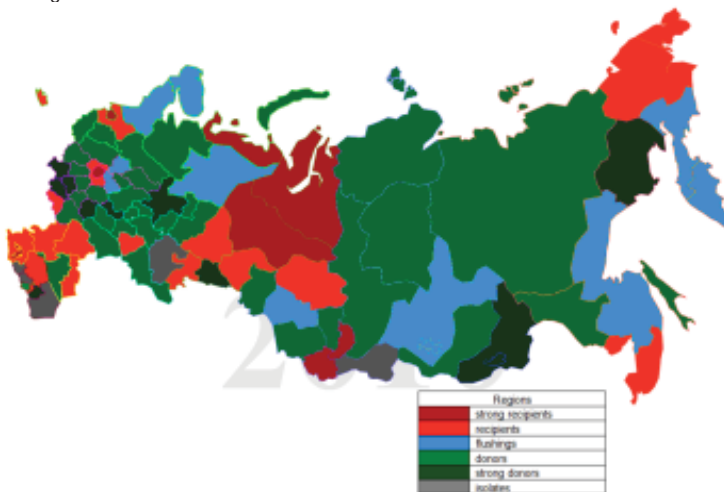 Regions
strong recipients
recipients
flushings
donors
strong donors
isolates